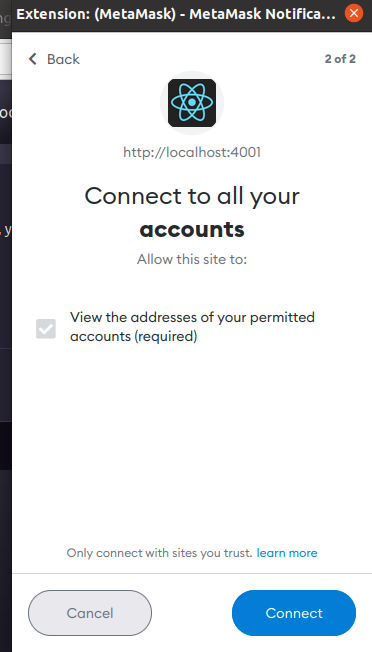 Extension: (MetaMask) - MetaMask Notifica...
Back
2 of 2
http://localhost:4001
Connect to all your
accounts
Allow this site to:
View the addresses of your permitted
accounts (required)
Only connect with sites you trust. learn more
Cancel
Connect